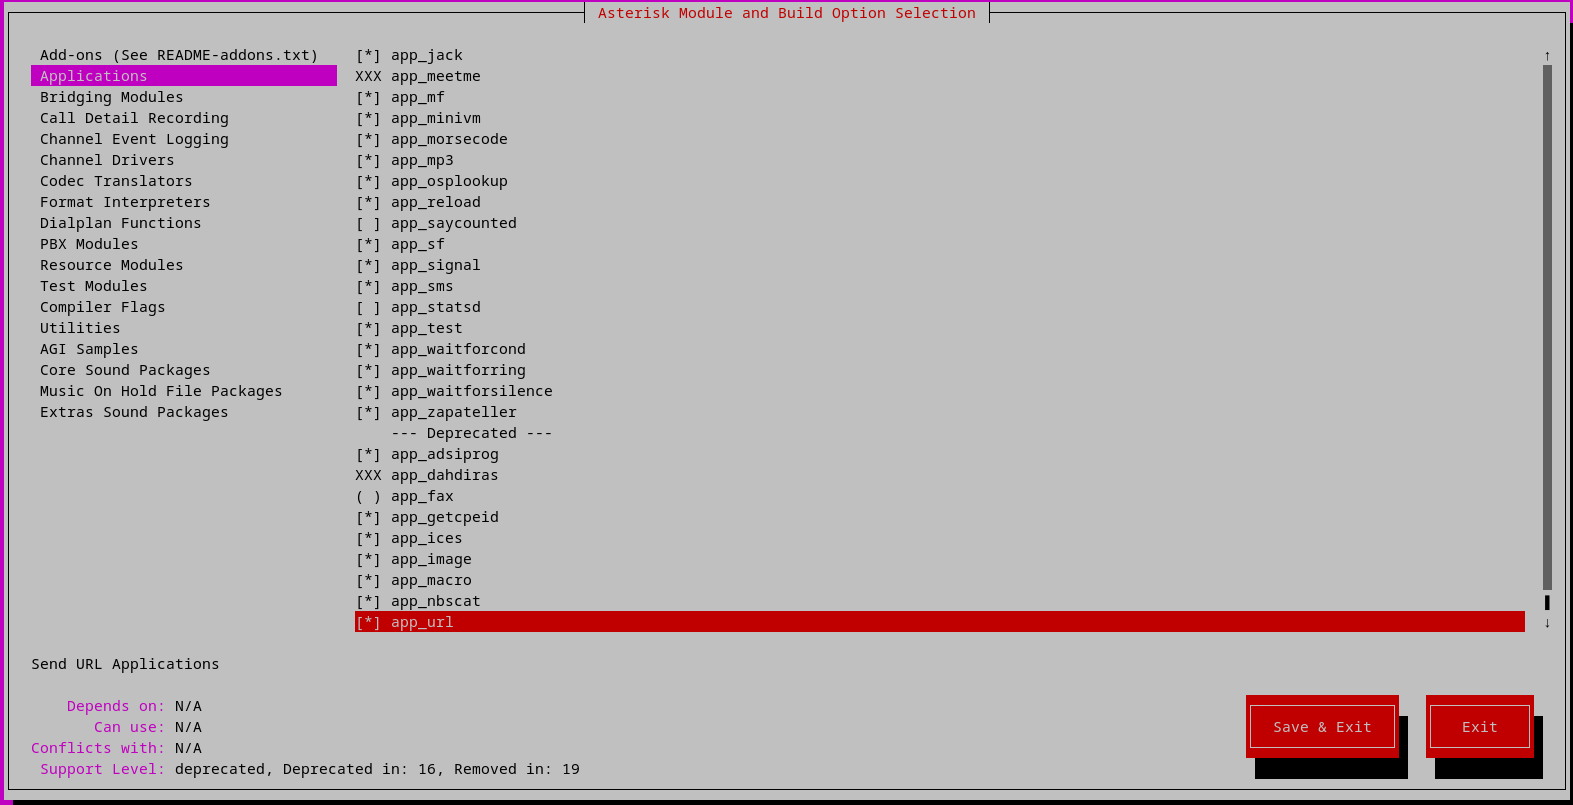 Asterisk Module and Build Option Selection
Add-ons (See README-addons.txt) [*] app_jack ↑
Applications XXX app_meetme
Bridging Modules [*] app_mf
Call Detail Recording [*] app_minivm
Channel Event Logging [*] app_morsecode
Channel Drivers [*] app_mp3
Codec Translators [*] app_osplookup
Format Interpreters [*] app_reload
Dialplan Functions [ ] app_saycounted
PBX Modules [*] app_sf
Resource Modules [*] app_signal
Test Modules [*] app_sms
Compiler Flags [ ] app_statsd
Utilities [*] app_test
AGI Samples [*] app_waitforcond
Core Sound Packages [*] app_waitforring
Music On Hold File Packages [*] app_waitforsilence
Extras Sound Packages [*] app_zapateller
--- Deprecated ---
[*] app_adsiprog
XXX app_dahdiras
( ) app_fax
[*] app_getcpeid
[*] app_ices
[*] app_image
[*] app_macro
[*] app_nbscat
[*] app_url ↓
Send URL Applications
Depends on: N/A
Can use: N/A Save & Exit Exit
Conflicts with: N/A
Support Level: deprecated, Deprecated in: 16, Removed in: 19